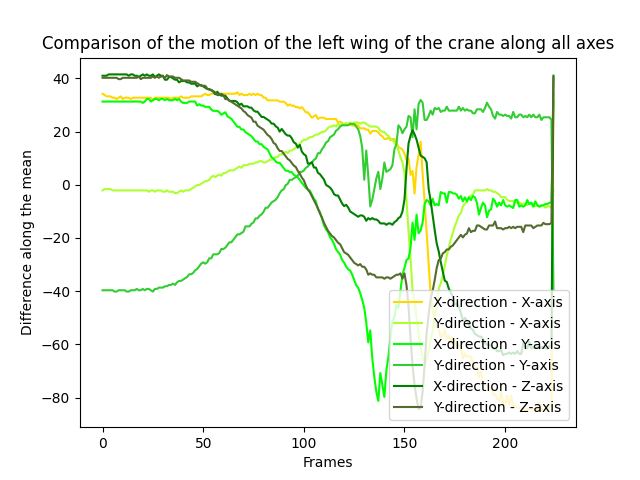 Comparison of the motion of the left wing of the crane along all axes
Difference along the mean
40
20
0
−20
−40
−60
−80
X-direction - X-axis
Y-direction - X-axis
X-direction - Y-axis
Y-direction - Y-axis
X-direction - Z-axis
Y-direction - Z-axis
0 50 100 150 200
Frames